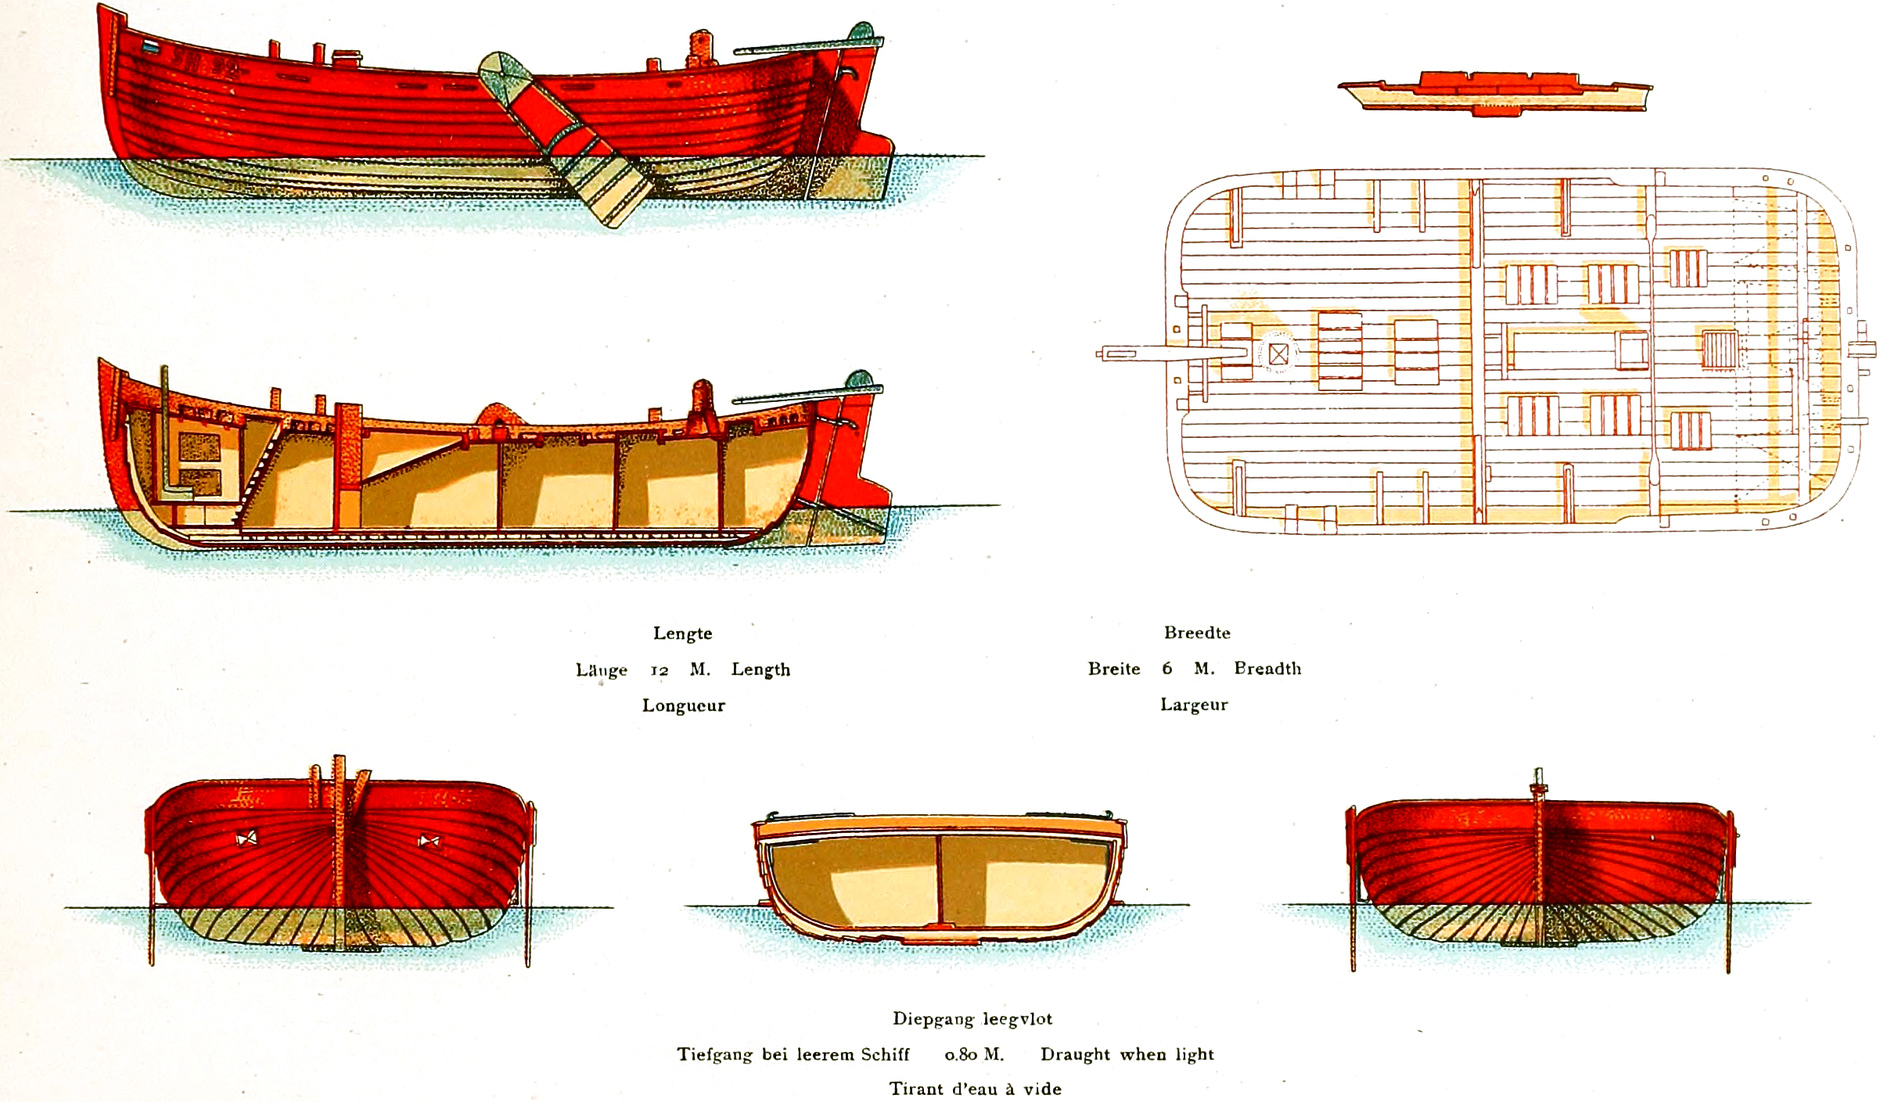 Lengte
Länge 12 M. Length
Longueur
Breedte
Breite 6 M. Breadth
Largeur
Diepgang leegvlot
Tiefgang bei leerem Schiff 0.80 M. Draught when light
Tirant d'eau à vide